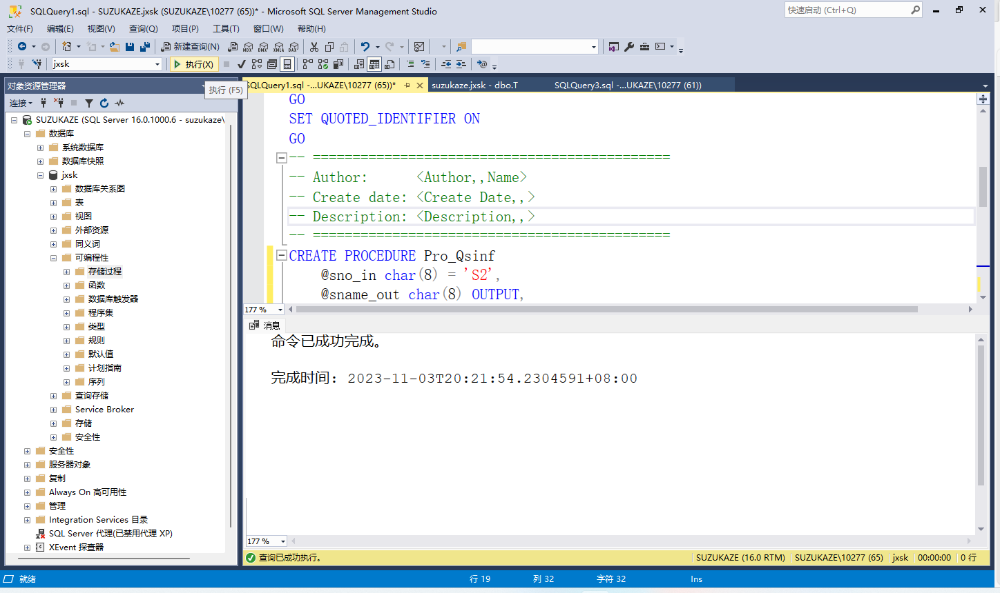 SQLQuery1.sql - SUZUKAZE.jxsk (SUZUKAZE\10277 (65))* - Microsoft SQL Server Management Studio
快速启动 (Ctrl+Q)
文件(F) 编辑(E) 视图(V) 查询(Q) 项目(P) 工具(T) 窗口(W) 帮助(H)
新建查询(N) MDX DMX XMLA DAX
jxsk 执行(X)
对象资源管理器
执行 (F5)
SQLQuery1.sql -...UKAZE\10277 (65))* suzukaze.jxsk - dbo.T SQLQuery3.sql -...UKAZE\10277 (61))
连接
SUZUKAZE (SQL Server 16.0.1000.6 - suzukaze\
数据库
系统数据库
数据库快照
jxsk
数据库关系图
表
视图
外部资源
同义词
可编程性
存储过程
函数
数据库触发器
程序集
类型
规则
默认值
计划指南
序列
查询存储
Service Broker
存储
安全性
安全性
服务器对象
复制
Always On 高可用性
管理
Integration Services 目录
SQL Server 代理(已禁用代理 XP)
XEvent 探查器
GO
SET QUOTED_IDENTIFIER ON
GO
-- =============================================
-- Author:      <Author,,Name>
-- Create date: <Create Date,,>
-- Description: <Description,,>
-- =============================================
CREATE PROCEDURE Pro_Qsinf
@sno_in char(8) = 'S2',
@sname_out char(8) OUTPUT,
177 %
消息
命令已成功完成。
完成时间: 2023-11-03T20:21:54.2304591+08:00
177 %
查询已成功执行。 SUZUKAZE (16.0 RTM) SUZUKAZE\10277 (65) jxsk 00:00:00 0 行
就绪 行 19 列 32 字符 32 Ins